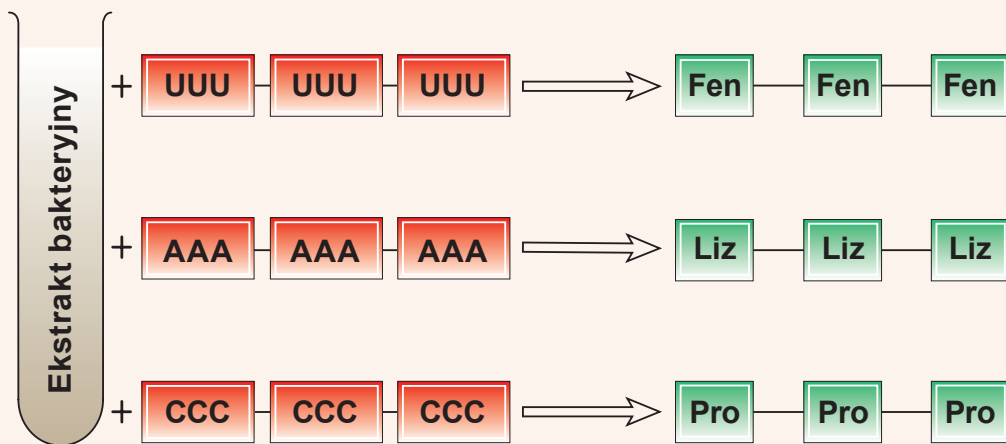 Ekstrakt bakteryjny
+ UUU UUU UUU Fen Fen Fen
+ AAA AAA AAA Liz Liz Liz
+ CCC CCC CCC Pro Pro Pro